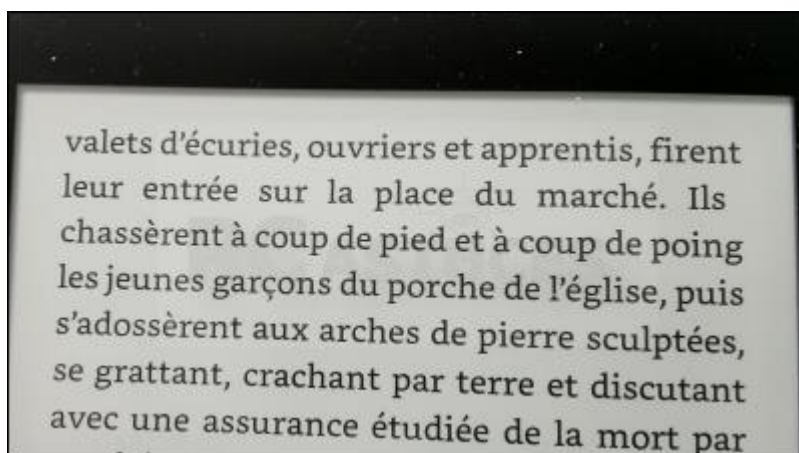 valets d'écuries, ouvriers et apprentis, firent
leur entrée sur la place du marché. Ils
chassèrent à coup de pied et à coup de poing
les jeunes garçons du porche de l'église, puis
s'adossèrent aux arches de pierre sculptées,
se grattant, crachant par terre et discutant
avec une assurance étudiée de la mort par